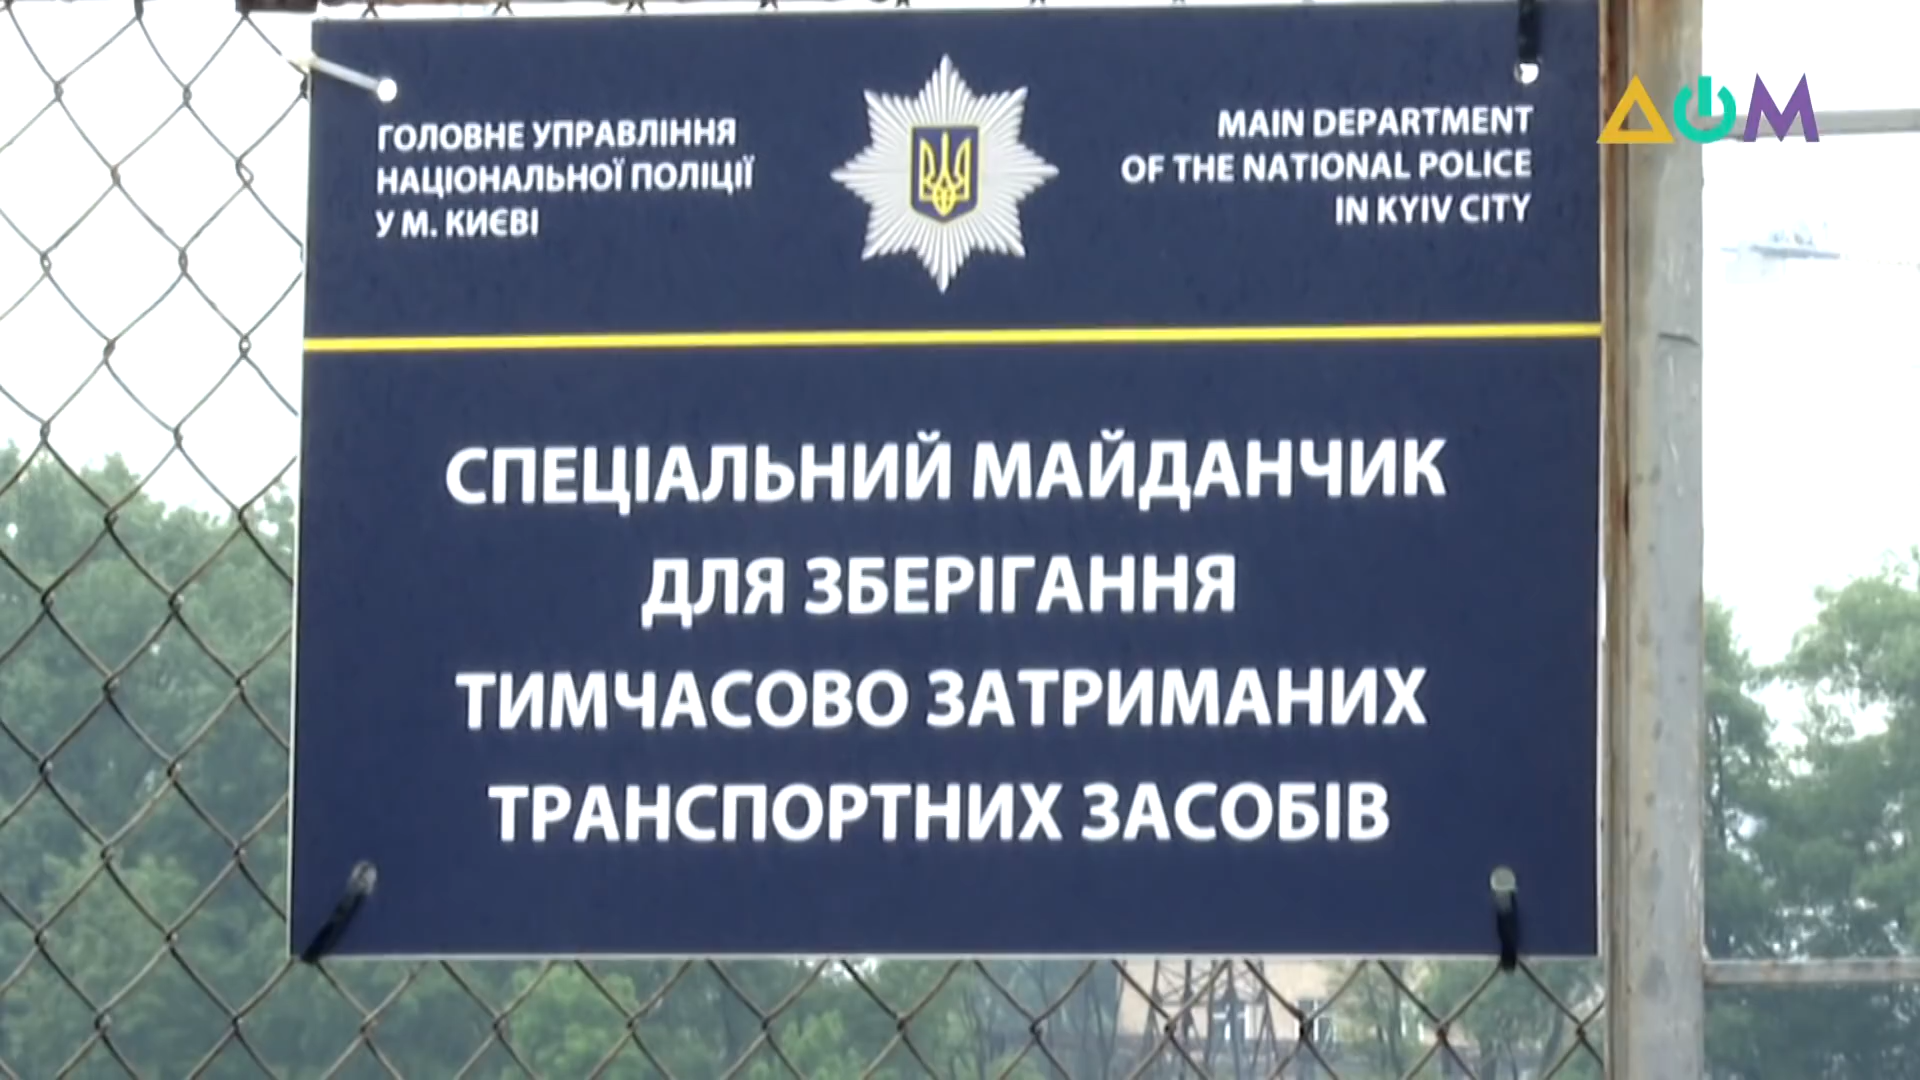 ГОЛОВНЕ УПРАВЛІННЯ
НАЦІОНАЛЬНОЇ ПОЛІЦІЇ
У М. КИЄВІ
MAIN DEPARTMENT
OF THE NATIONAL POLICE
IN KYIV CITY
ДОМ
СПЕЦІАЛЬНИЙ МАЙДАНЧИК
ДЛЯ ЗБЕРІГАННЯ
ТИМЧАСОВО ЗАТРИМАНИХ
ТРАНСПОРТНИХ ЗАСОБІВ